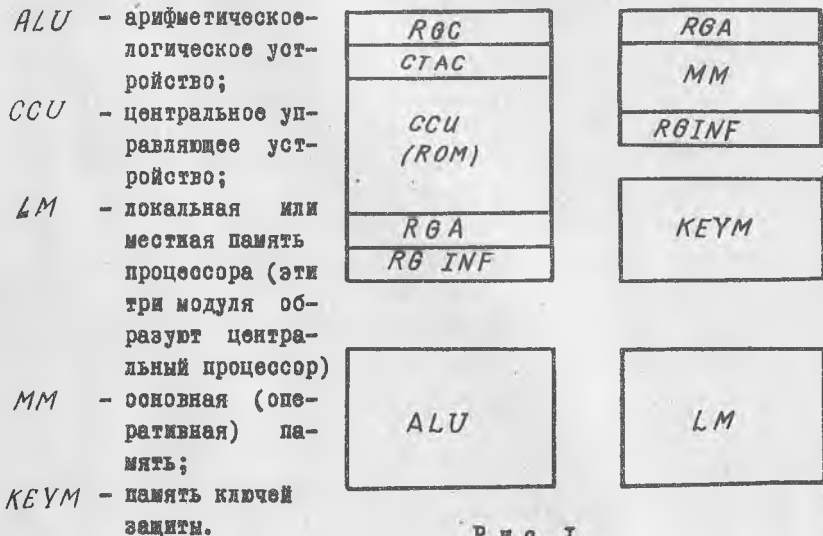 ALU - арифметическое-
логическое уст-
ройство;
CCU - центральное уп-
равляющее уст-
ройство;
LM - локальная или
местная память
процессора (эти
три модуля об-
разуют центра-
льный процессор)
MM - основная (опе-
ративная) па-
мять;
KEYM - память ключей
защиты.
RGC
CTAC
CCU
(ROM)
RGA
RG INF
RGA
MM
RGINF
KEYM
ALU
LM
Рис. I